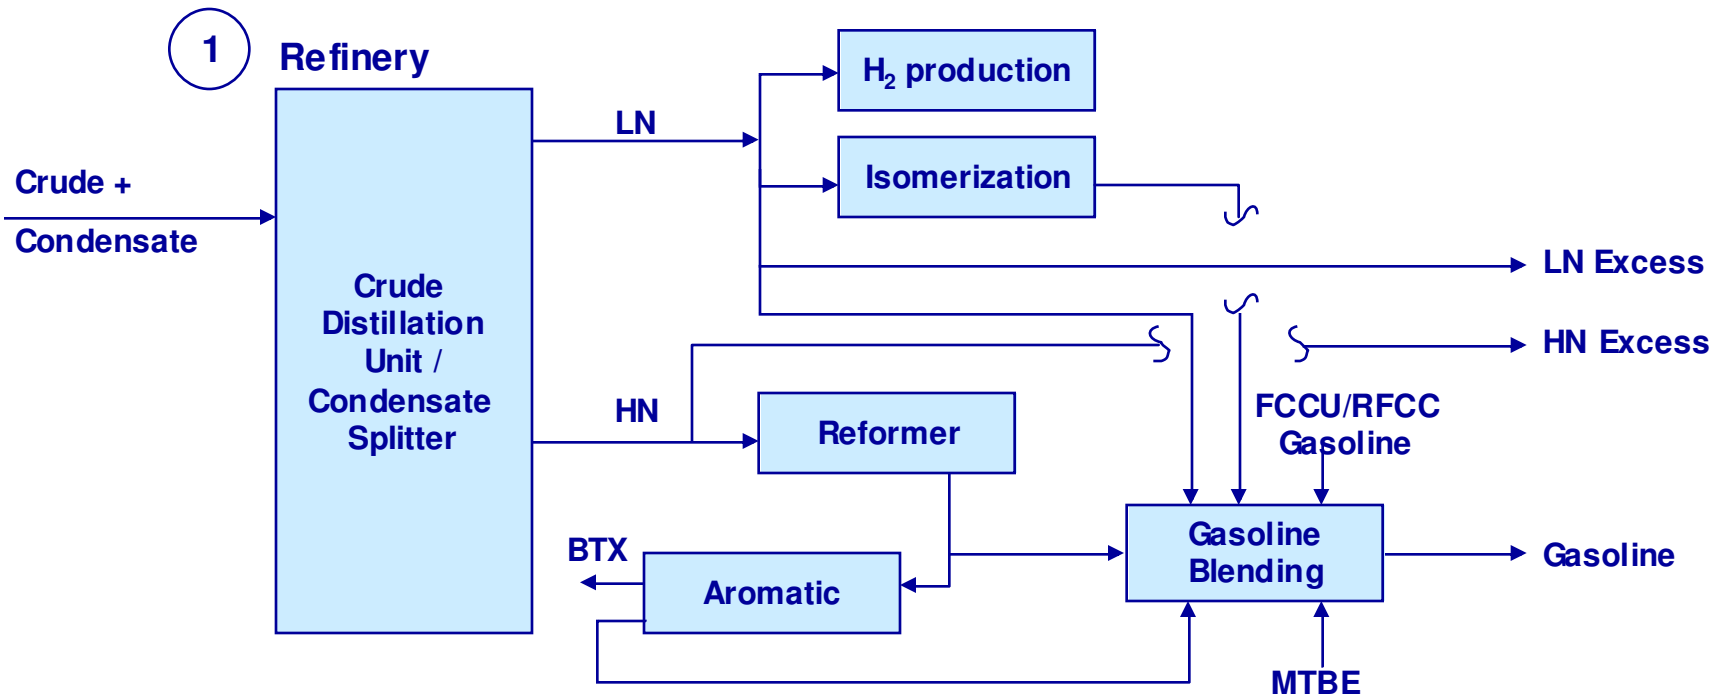 1
Refinery
H2 production
LN
Isomerization
Crude +
Condensate
LN Excess
Crude
Distillation
Unit /
Condensate
Splitter
HN Excess
HN
Reformer
FCCU/RFCC
Gasoline
BTX
Aromatic
Gasoline
Blending
Gasoline
MTBE